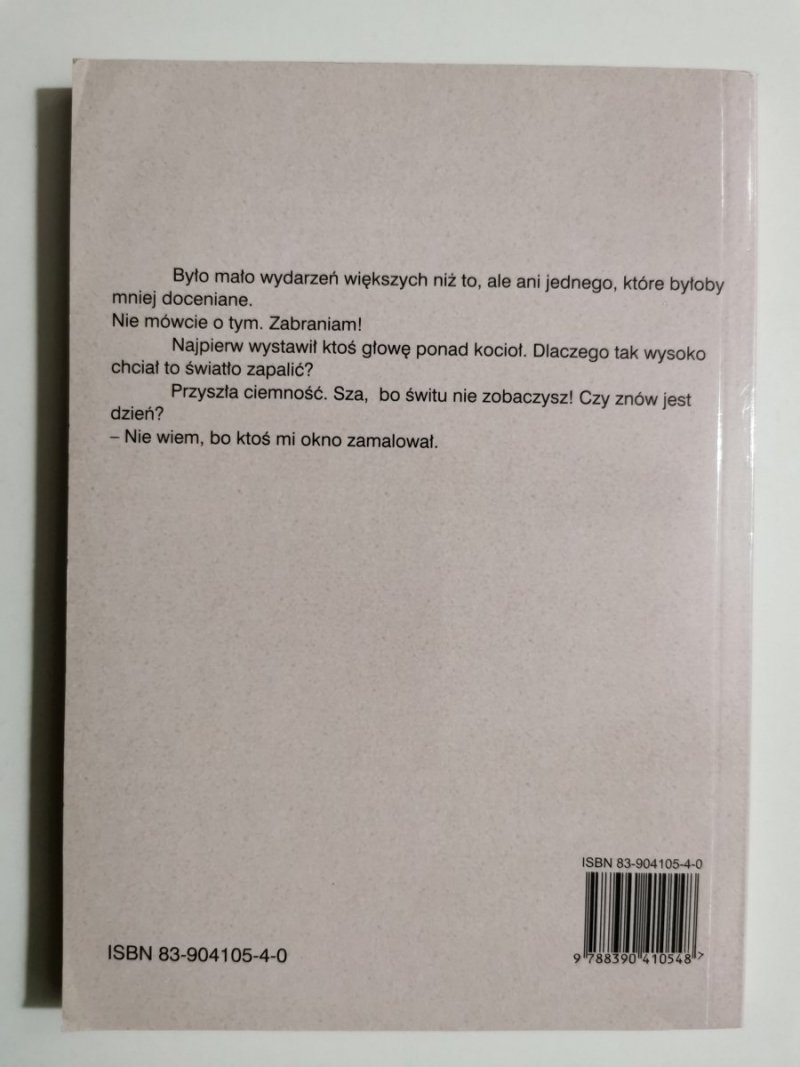 Było mało wydarzeń większych niż to, ale ani jednego, które byłoby
mniej doceniane.
Nie mówcie o tym. Zabraniam!
Najpierw wystawił ktoś głowę ponad kocioł. Dlaczego tak wysoko
chciał to światło zapalić?
Przyszła ciemność. Sza, bo świtu nie zobaczysz! Czy znów jest
dzień?
– Nie wiem, bo ktoś mi okno zamalował.
ISBN 83-904105-4-0
9 788390 410548 >
ISBN 83-904105-4-0